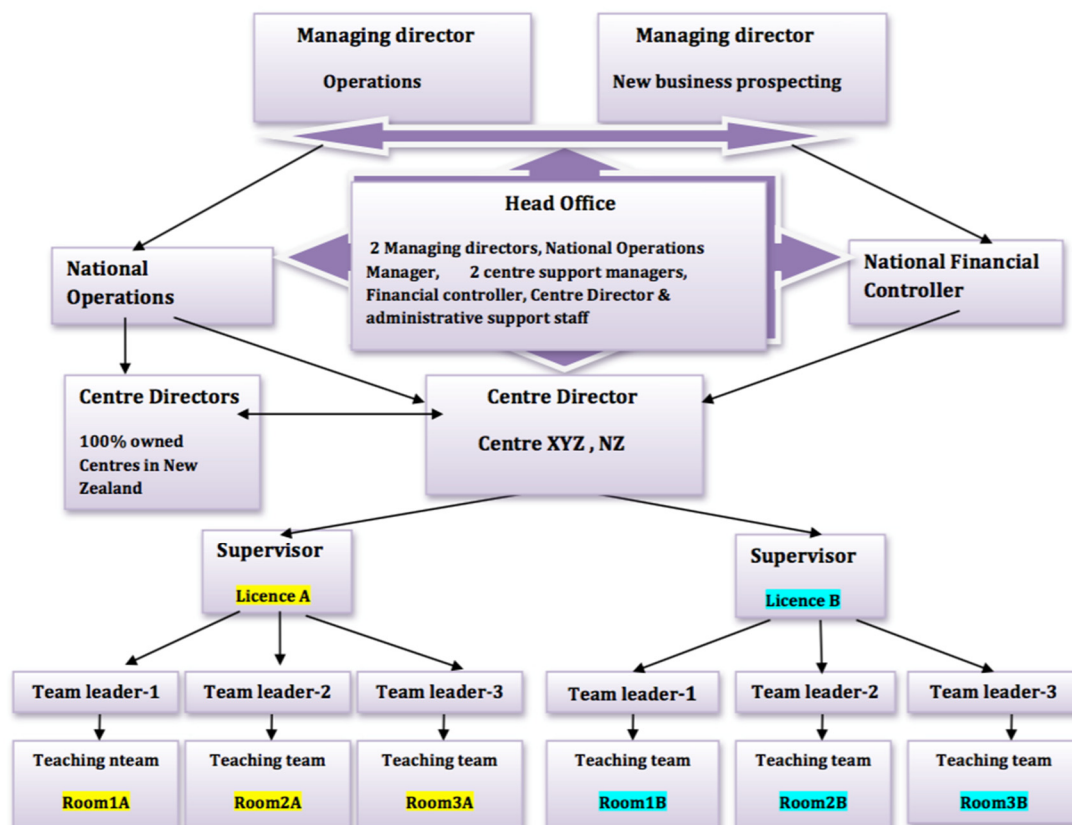 Managing director
Operations
Managing director
New business prospecting
Head Office
2 Managing directors, National Operations
Manager, 2 centre support managers,
Financial controller, Centre Director &
administrative support staff
National
Operations
National Financial
Controller
Centre Directors
100% owned
Centres in New
Zealand
Centre Director
Centre XYZ , NZ
Supervisor
Licence A
Supervisor
Licence B
Team leader-1
Team leader-2
Team leader-3
Team leader-1
Team leader-2
Team leader-3
Teaching nteam
Room1A
Teaching team
Room2A
Teaching team
Room3A
Teaching team
Room1B
Teaching team
Room2B
Teaching team
Room3B